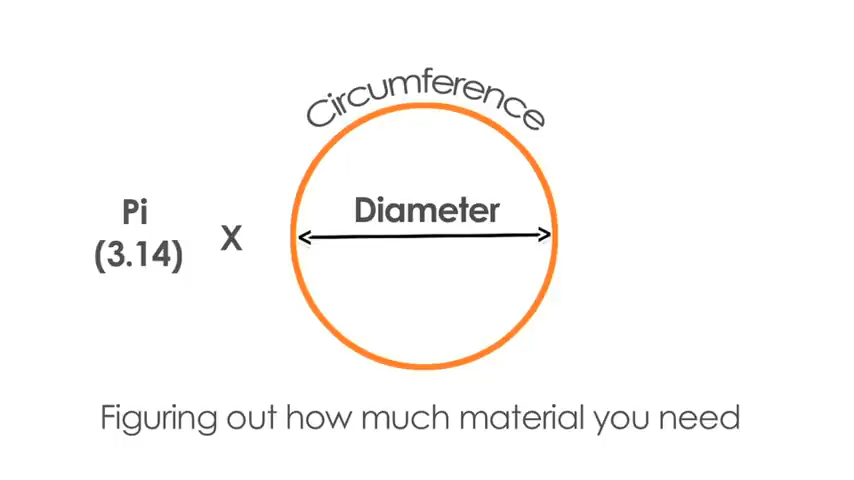 Circumference
Diameter
Pi
(3.14) X
Figuring out how much material you need